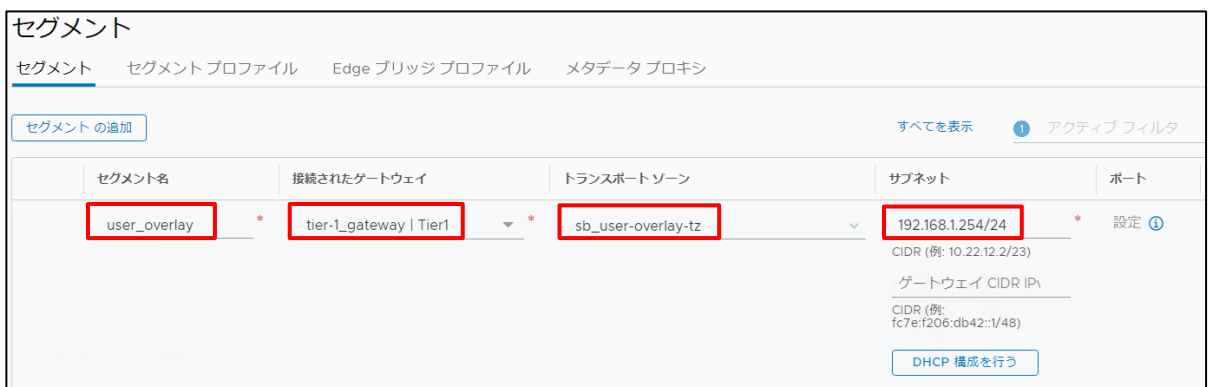 セグメント
セグメント セグメント プロファイル Edge ブリッジ プロファイル メタデータ プロキシ
セグメント の追加 すべてを表示 1 アクティブ フィルタ
セグメント名 接続されたゲートウェイ トランスポート ゾーン サブネット ポート
user_overlay * tier-1_gateway | Tier1 * sb_user-overlay-tz 192.168.1.254/24 * 設定
CIDR (例: 10.22.12.2/23)
ゲートウェイ CIDR IPv
CIDR (例:
fc7e:f206:db42::1/48)
DHCP 構成を行う